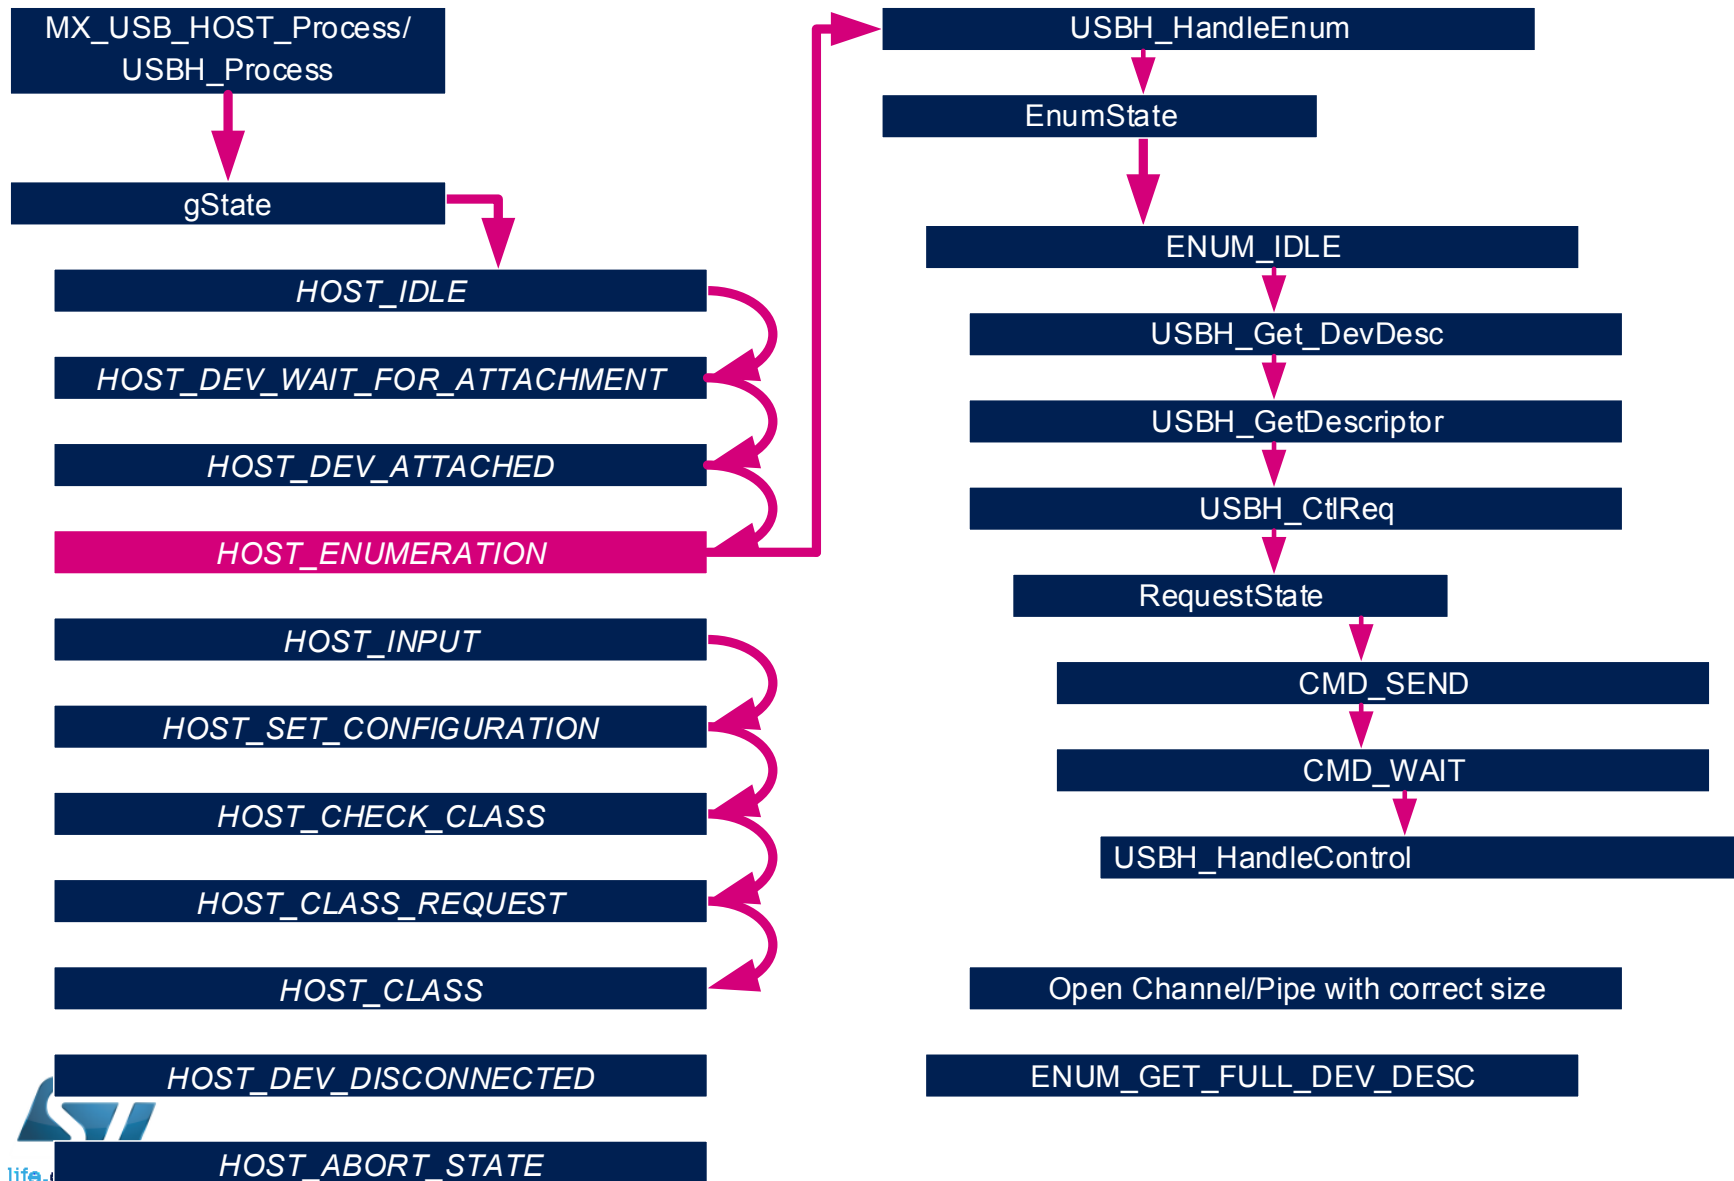 MX_USB_HOST_Process/
USBH_Process
gState
HOST_IDLE
HOST_DEV_WAIT_FOR_ATTACHMENT
HOST_DEV_ATTACHED
HOST_ENUMERATION
HOST_INPUT
HOST_SET_CONFIGURATION
HOST_CHECK_CLASS
HOST_CLASS_REQUEST
HOST_CLASS
HOST_DEV_DISCONNECTED
HOST_ABORT_STATE
life.
USBH_HandleEnum
EnumState
ENUM_IDLE
USBH_Get_DevDesc
USBH_GetDescriptor
USBH_CtlReq
RequestState
CMD_SEND
CMD_WAIT
USBH_HandleControl
Open Channel/Pipe with correct size
ENUM_GET_FULL_DEV_DESC